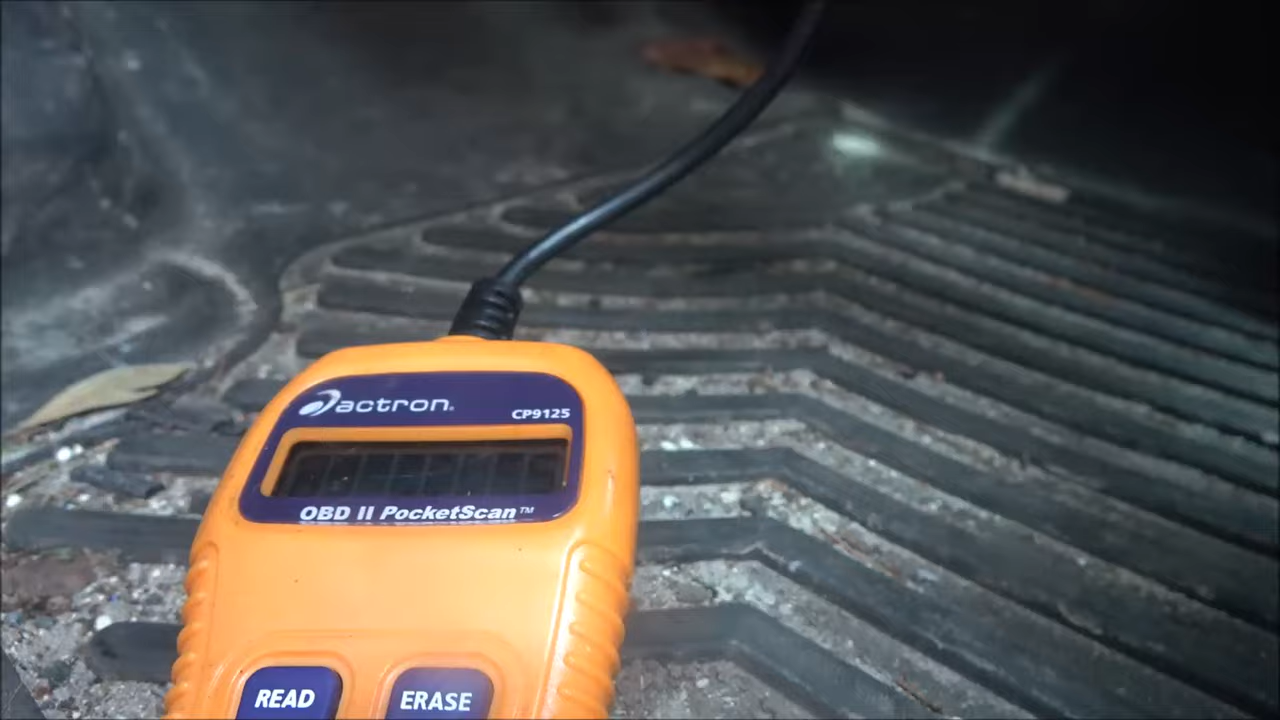 actron.
CP9125
OBD II PocketScan™
READ
ERASE